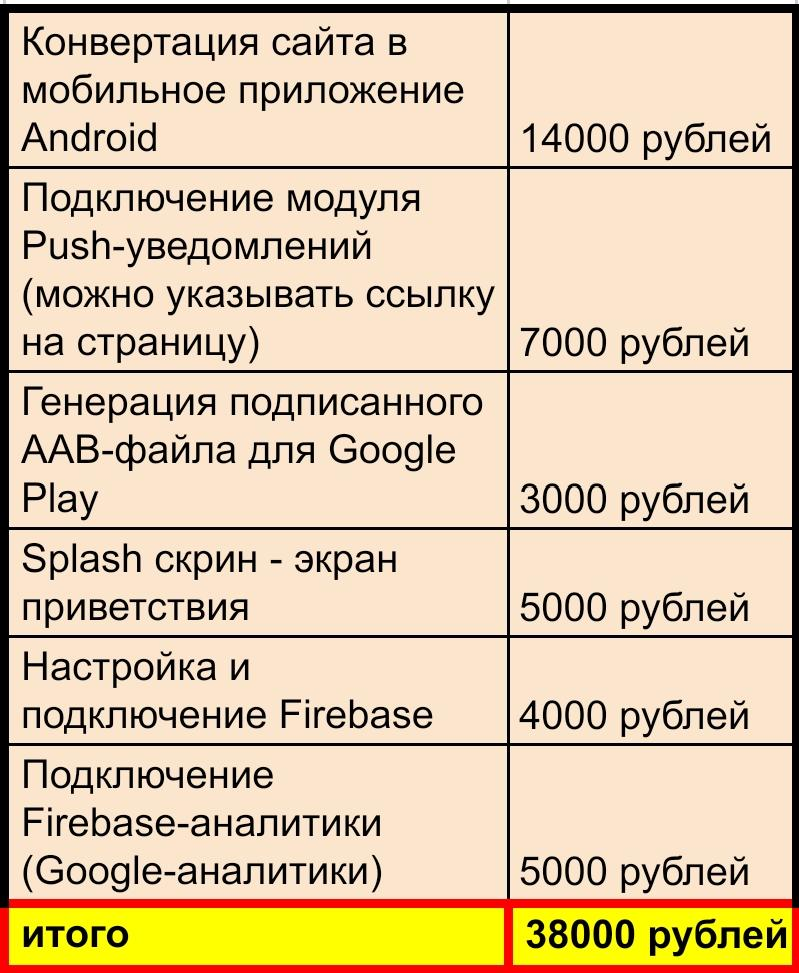 Конвертация сайта в
мобильное приложение
Android
14000 рублей
Подключение модуля
Push-уведомлений
(можно указывать ссылку
на страницу)
7000 рублей
Генерация подписанного
AAB-файла для Google
Play
3000 рублей
Splash скрин - экран
приветствия
5000 рублей
Настройка и
подключение Firebase
4000 рублей
Подключение
Firebase-аналитики
(Google-аналитики)
5000 рублей
итого
38000 рублей